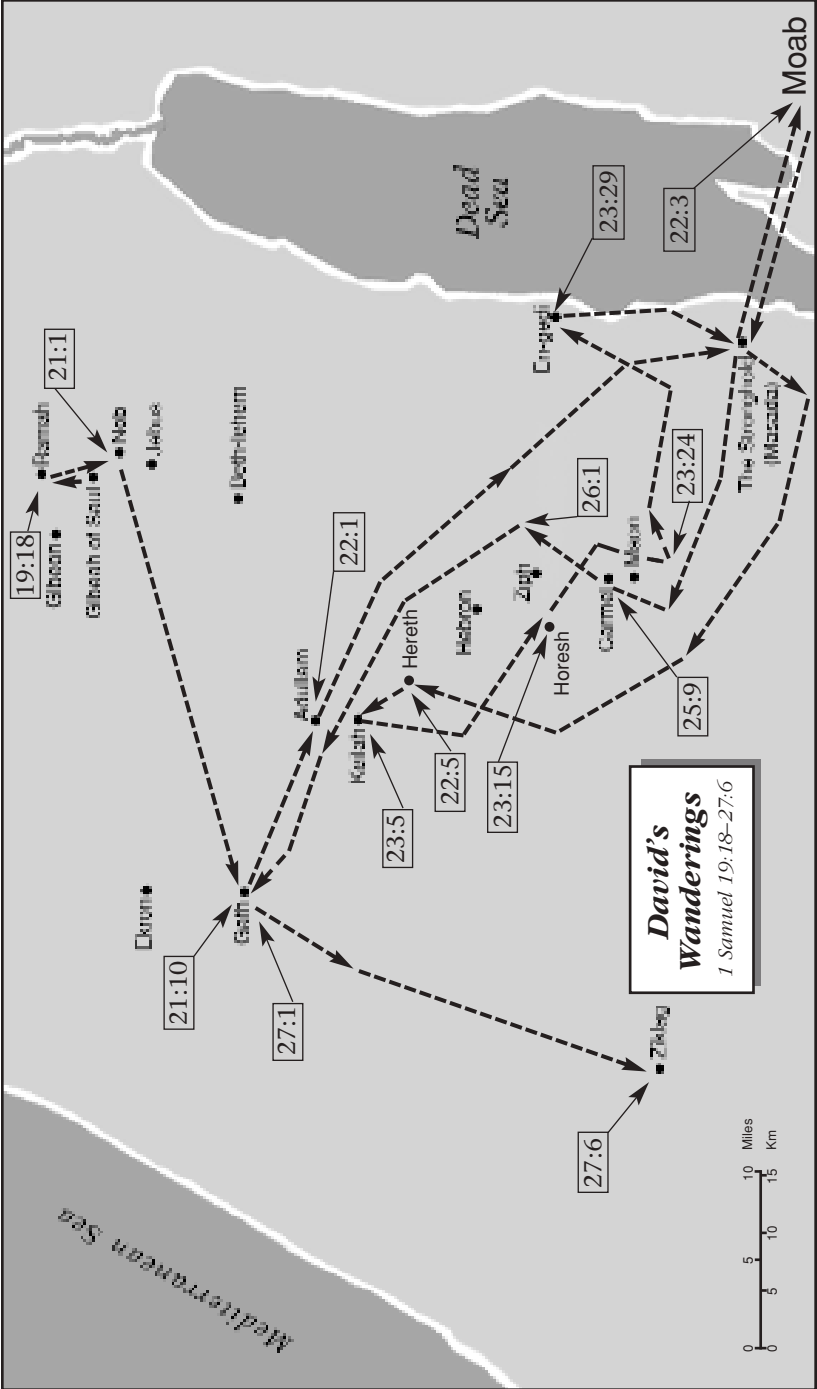 Mediterranean Sea
Dead
Sea
Moab
Ramah
Gibeon
Gibeah of Saul
Nob
Jebus
Beth-lehem
Ekron
Gath
Adullam
Keilah
Hereth
Hebron
Ziph
Horesh
Carmel
Maon
En-gedi
The Stronghold
(Masada)
Ziklag
19:18
21:1
21:10
27:1
22:1
23:5
22:5
23:15
26:1
25:9
23:24
23:29
22:3
27:6
David's
Wanderings
1 Samuel 19:18–27:6
0 5 10 Miles
0 5 10 15 Km